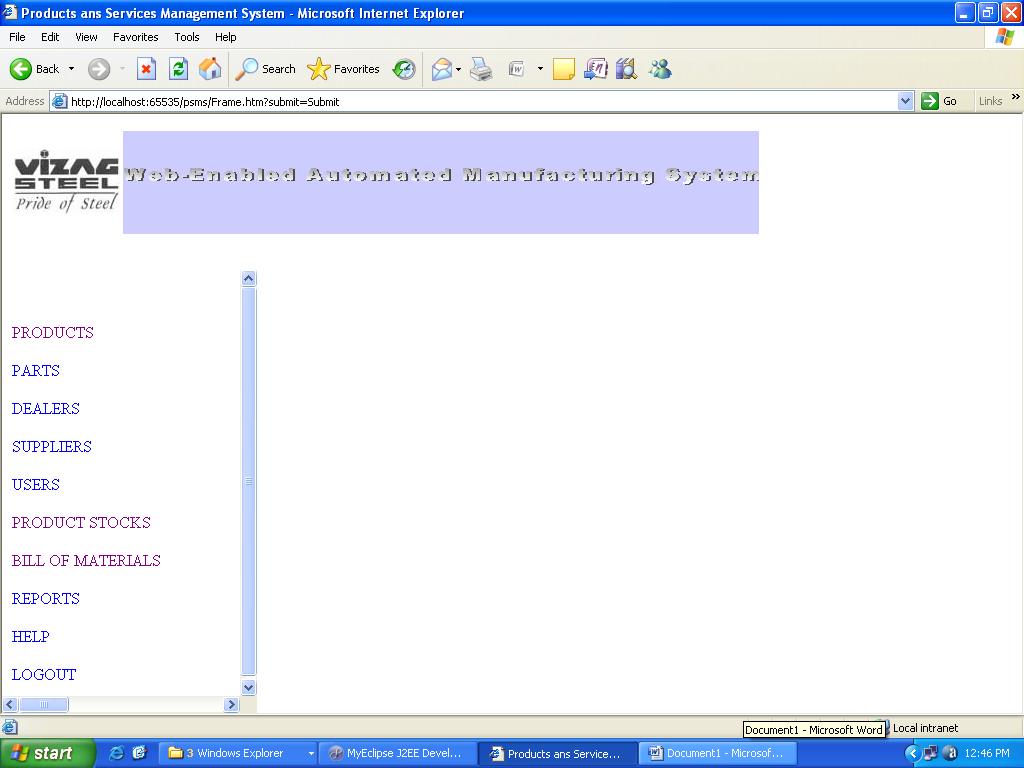 Products ans Services Management System - Microsoft Internet Explorer
File Edit View Favorites Tools Help
Back Search Favorites
Address http://localhost:65535/psms/Frame.htm?submit=Submit Go Links »
VIZAG
STEEL
Pride of Steel
Web-Enabled Automated Manufacturing System
PRODUCTS
PARTS
DEALERS
SUPPLIERS
USERS
PRODUCT STOCKS
BILL OF MATERIALS
REPORTS
HELP
LOGOUT
Document1 - Microsoft Word
Local intranet
start 3 Windows Explorer MyEclipse J2EE Devel... Products ans Service... Document1 - Microsof... 12:46 PM